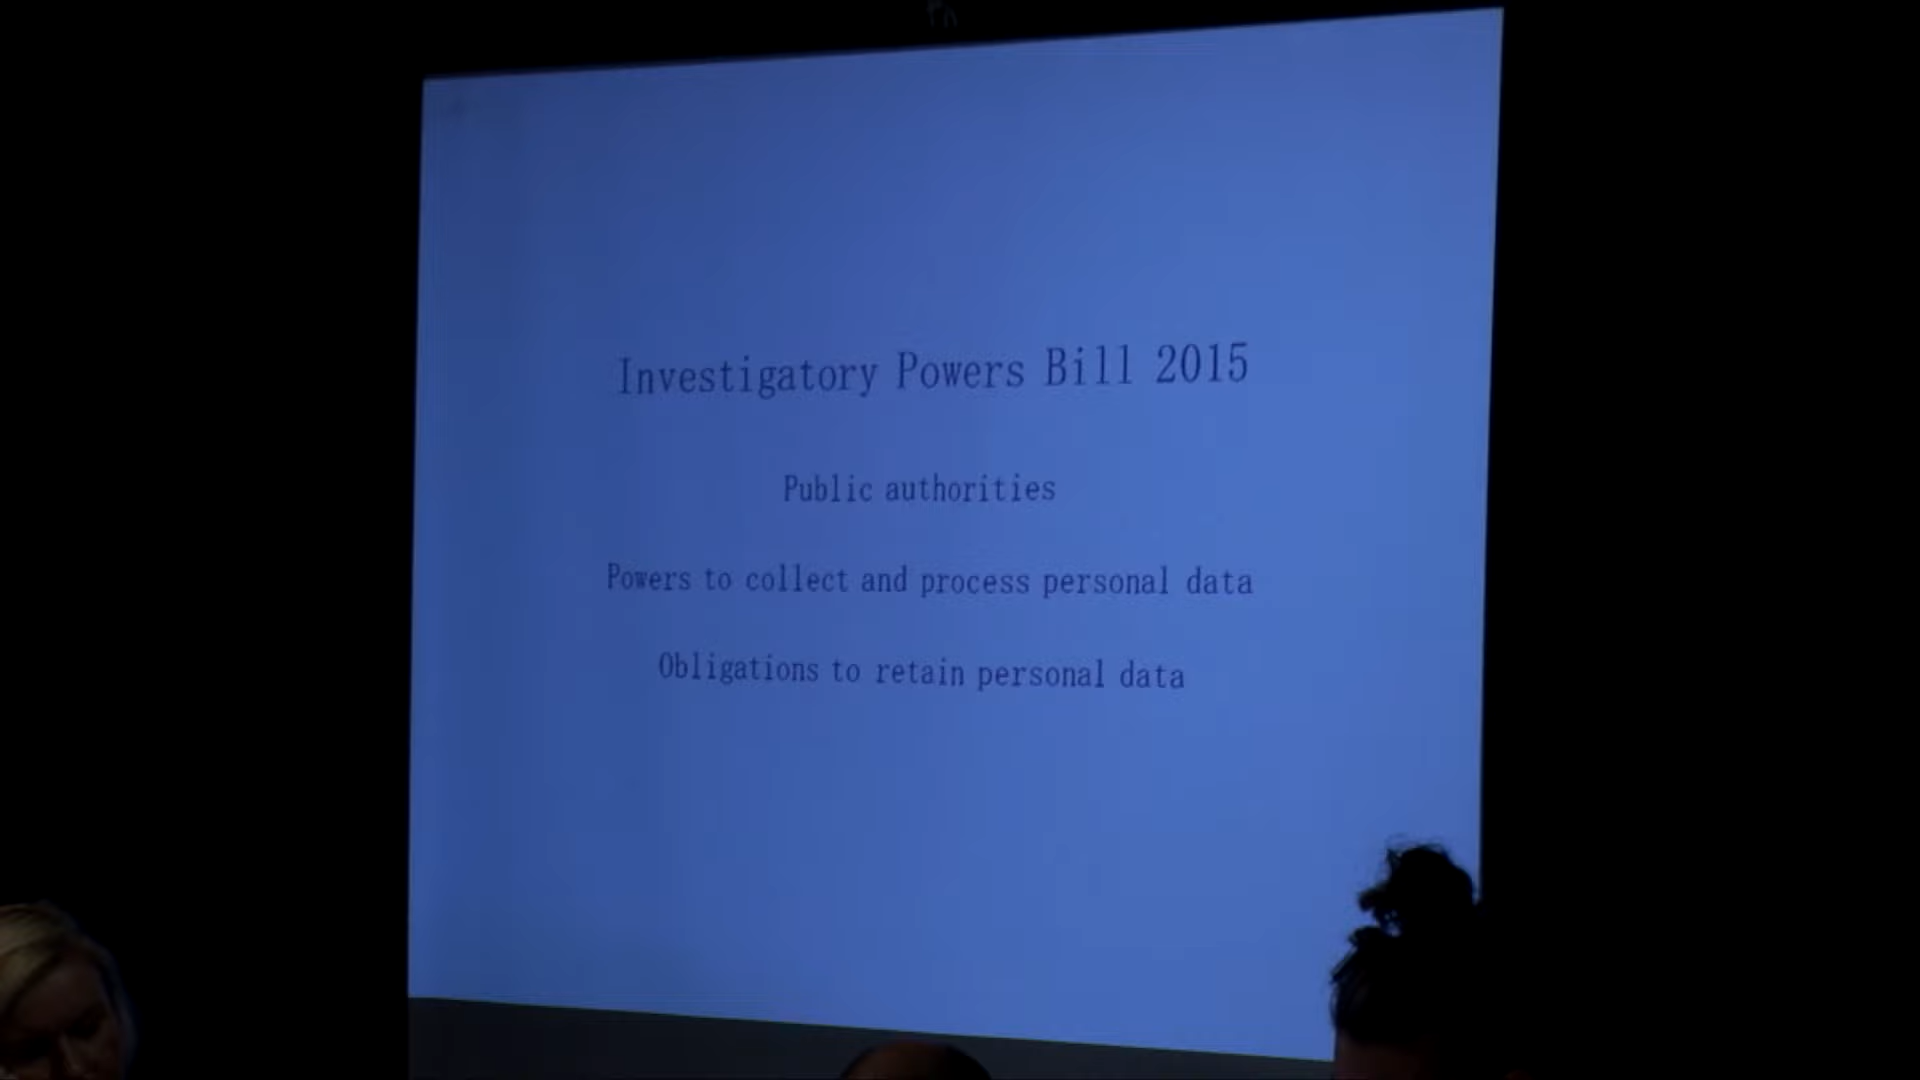 Investigatory Powers Bill 2015
Public authorities
Powers to collect and process personal data
Obligations to retain personal data